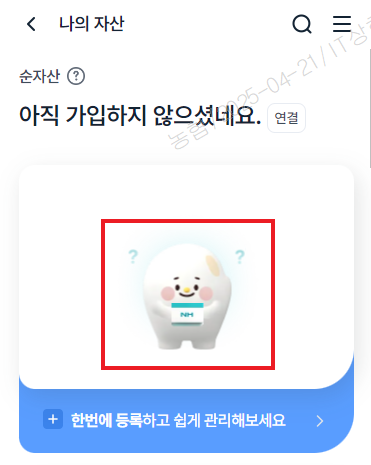 나의 자산
순자산 ?
아직 가입하지 않으셨네요. 연결
농협
2025-04-21/IT상
? ?
NH
한번에 등록하고 쉽게 관리해보세요